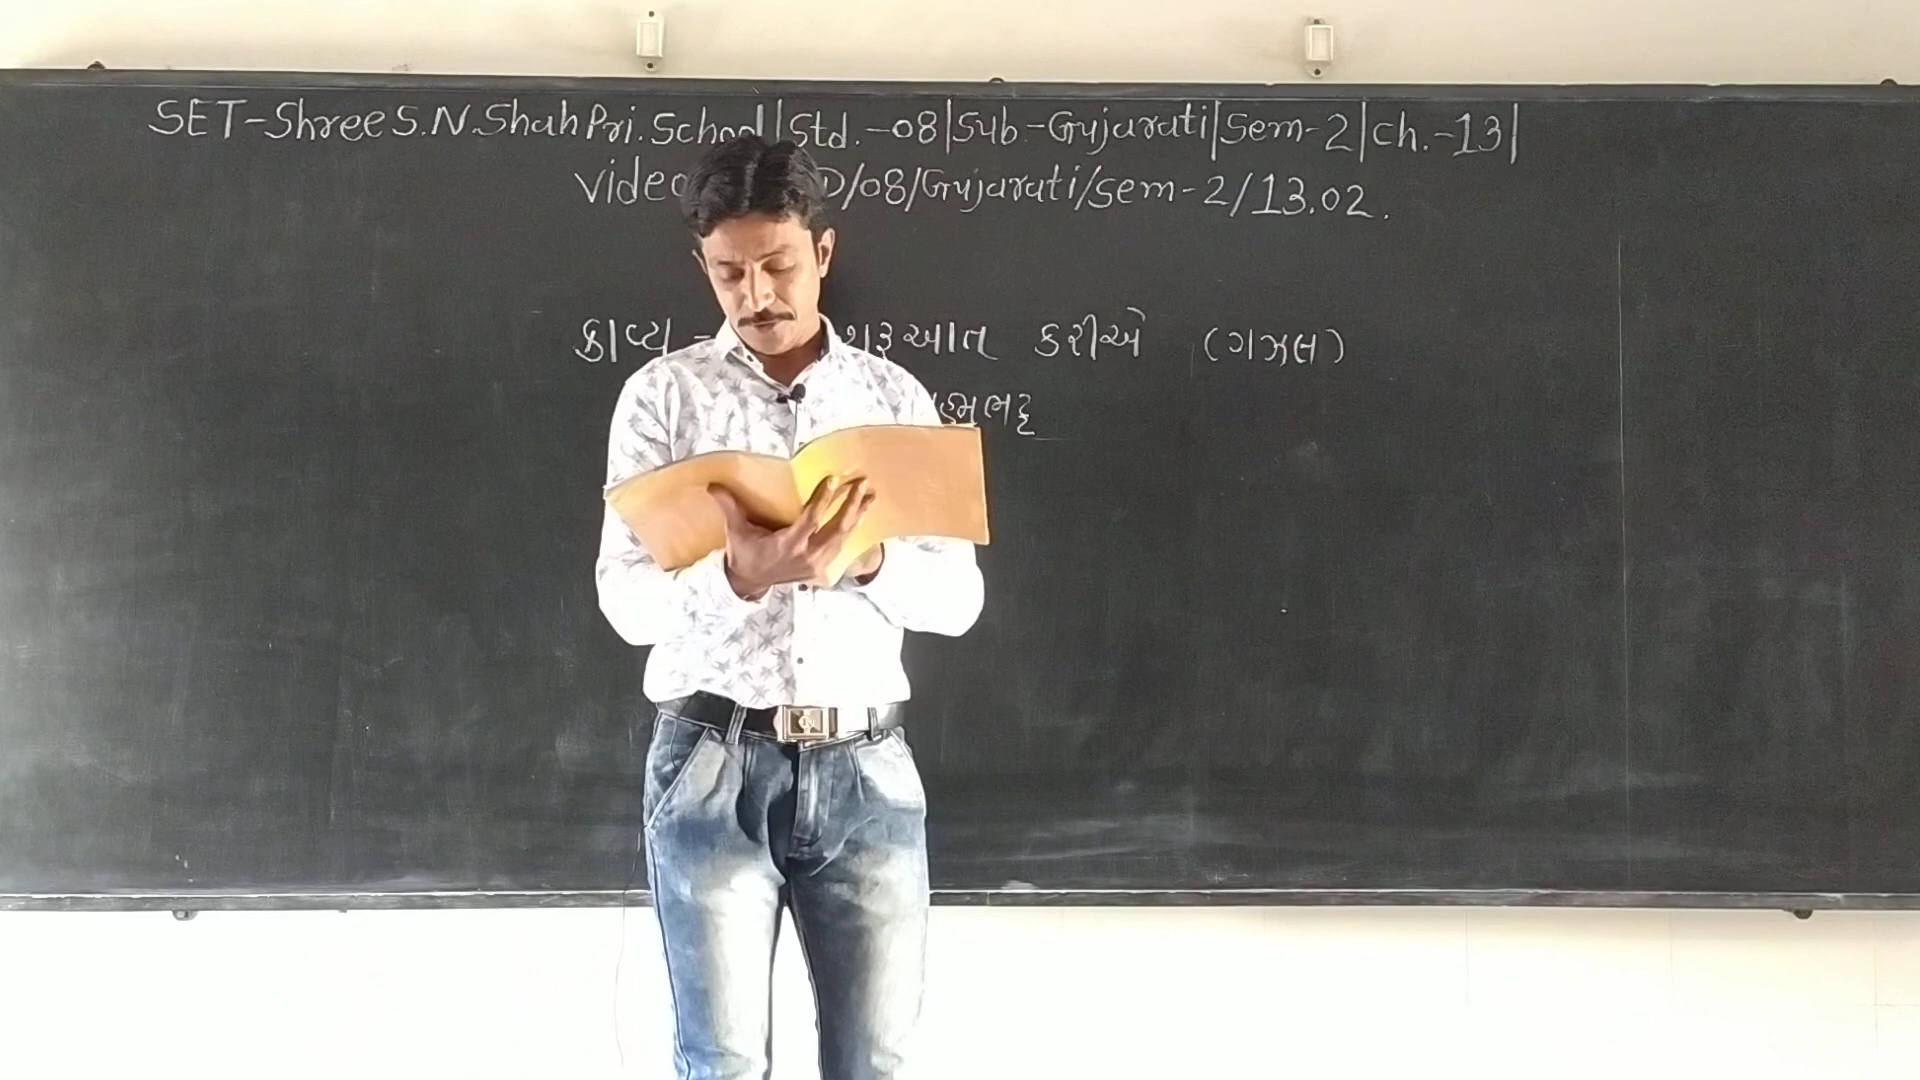 SET-Shree S.N.Shah Pri. School|Std.-08|Sub-Gujarati|Sem-2|Ch.-13|
video D/08/Gujarati/Sem-2/13.02.
કાવ્ય - શરૂઆત કરીએ (ગઝલ)